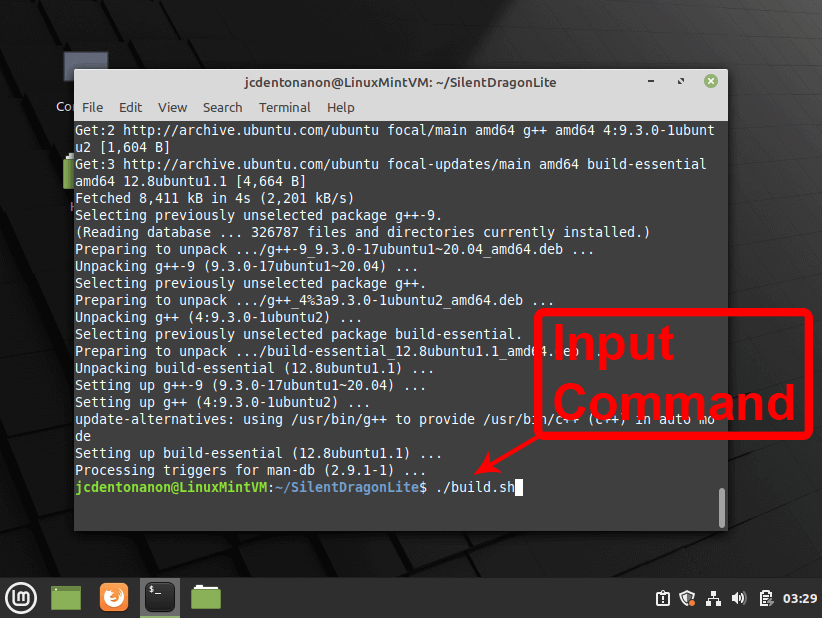 Co
jcdentonanon@LinuxMintVM: ~/SilentDragonLite
File Edit View Search Terminal Help
Get:2 http://archive.ubuntu.com/ubuntu focal/main amd64 g++ amd64 4:9.3.0-1ubunt
u2 [1,604 B]
Get:3 http://archive.ubuntu.com/ubuntu focal-updates/main amd64 build-essential
amd64 12.8ubuntu1.1 [4,664 B]
Fetched 8,411 kB in 4s (2,201 kB/s)
Selecting previously unselected package g++-9.
(Reading database ... 326787 files and directories currently installed.)
Preparing to unpack .../g++-9_9.3.0-17ubuntu1~20.04_amd64.deb ...
Unpacking g++-9 (9.3.0-17ubuntu1~20.04) ...
Selecting previously unselected package g++.
Preparing to unpack .../g++_4%3a9.3.0-1ubuntu2_amd64.deb ...
Unpacking g++ (4:9.3.0-1ubuntu2) ...
Selecting previously unselected package build-essential.
Preparing to unpack .../build-essential_12.8ubuntu1.1_amd64.deb ...
Unpacking build-essential (12.8ubuntu1.1) ...
Setting up g++-9 (9.3.0-17ubuntu1~20.04) ...
Setting up g++ (4:9.3.0-1ubuntu2) ...
update-alternatives: using /usr/bin/g++ to provide /usr/bin/c++ (c++) in auto mo
de
Setting up build-essential (12.8ubuntu1.1) ...
Processing triggers for man-db (2.9.1-1) ...
jcdentonanon@LinuxMintVM:~/SilentDragonLite$ ./build.sh
Input
Command
03:29